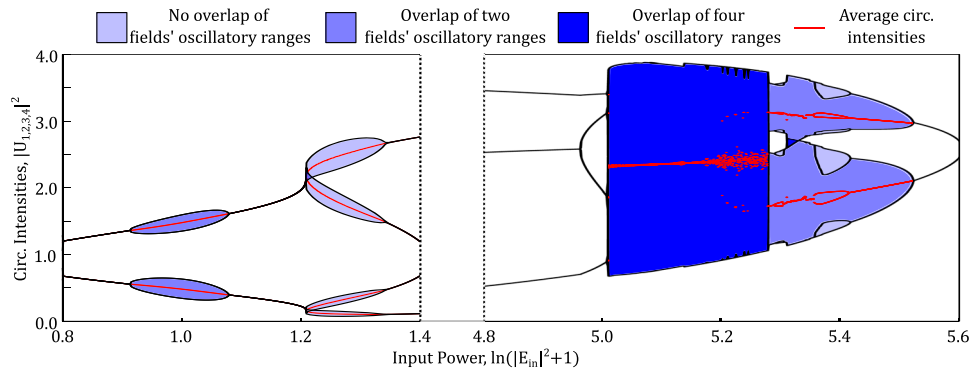 No overlap of
fields' oscillatory ranges
Overlap of two
fields' oscillatory ranges
Overlap of four
fields' oscillatory ranges
Average circ.
intensities
Circ. Intensities, |U₁,₂,₃,₄|²
4.0
3.0
2.0
1.0
0.0
0.8
1.0
1.2
1.4
4.8
5.0
5.2
5.4
5.6
Input Power, ln(|E_in|²+1)